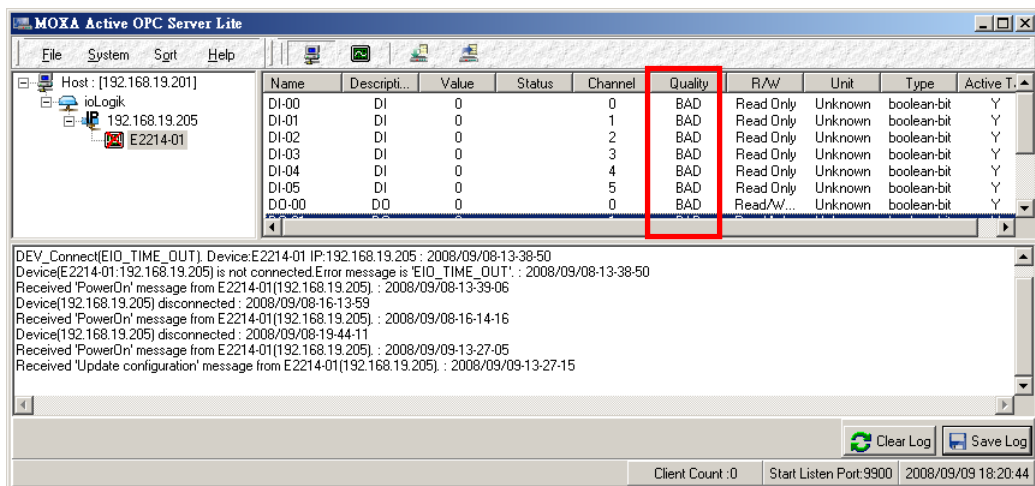 MOXA Active OPC Server Lite
File System Sort Help
Host : [192.168.19.201]
ioLogik
192.168.19.205
E2214-01
Name Descripti... Value Status Channel Quality R/W Unit Type Active T.
DI-00 DI 0 0 BAD Read Only Unknown boolean-bit Y
DI-01 DI 0 1 BAD Read Only Unknown boolean-bit Y
DI-02 DI 0 2 BAD Read Only Unknown boolean-bit Y
DI-03 DI 0 3 BAD Read Only Unknown boolean-bit Y
DI-04 DI 0 4 BAD Read Only Unknown boolean-bit Y
DI-05 DI 0 5 BAD Read Only Unknown boolean-bit Y
DO-00 DO 0 0 BAD Read/W... Unknown boolean-bit Y
DEV_Connect(EIO_TIME_OUT). Device:E2214-01 IP:192.168.19.205 : 2008/09/08-13-38-50
Device(E2214-01:192.168.19.205) is not connected.Error message is 'EIO_TIME_OUT'. : 2008/09/08-13-38-50
Received 'PowerOn' message from E2214-01(192.168.19.205). : 2008/09/08-13-39-06
Device(192.168.19.205) disconnected : 2008/09/08-16-13-59
Received 'PowerOn' message from E2214-01(192.168.19.205). : 2008/09/08-16-14-16
Device(192.168.19.205) disconnected : 2008/09/08-19-44-11
Received 'PowerOn' message from E2214-01(192.168.19.205). : 2008/09/09-13-27-05
Received 'Update configuration' message from E2214-01(192.168.19.205). : 2008/09/09-13-27-15
Clear Log Save Log
Client Count :0 Start Listen Port:9900 2008/09/09 18:20:44